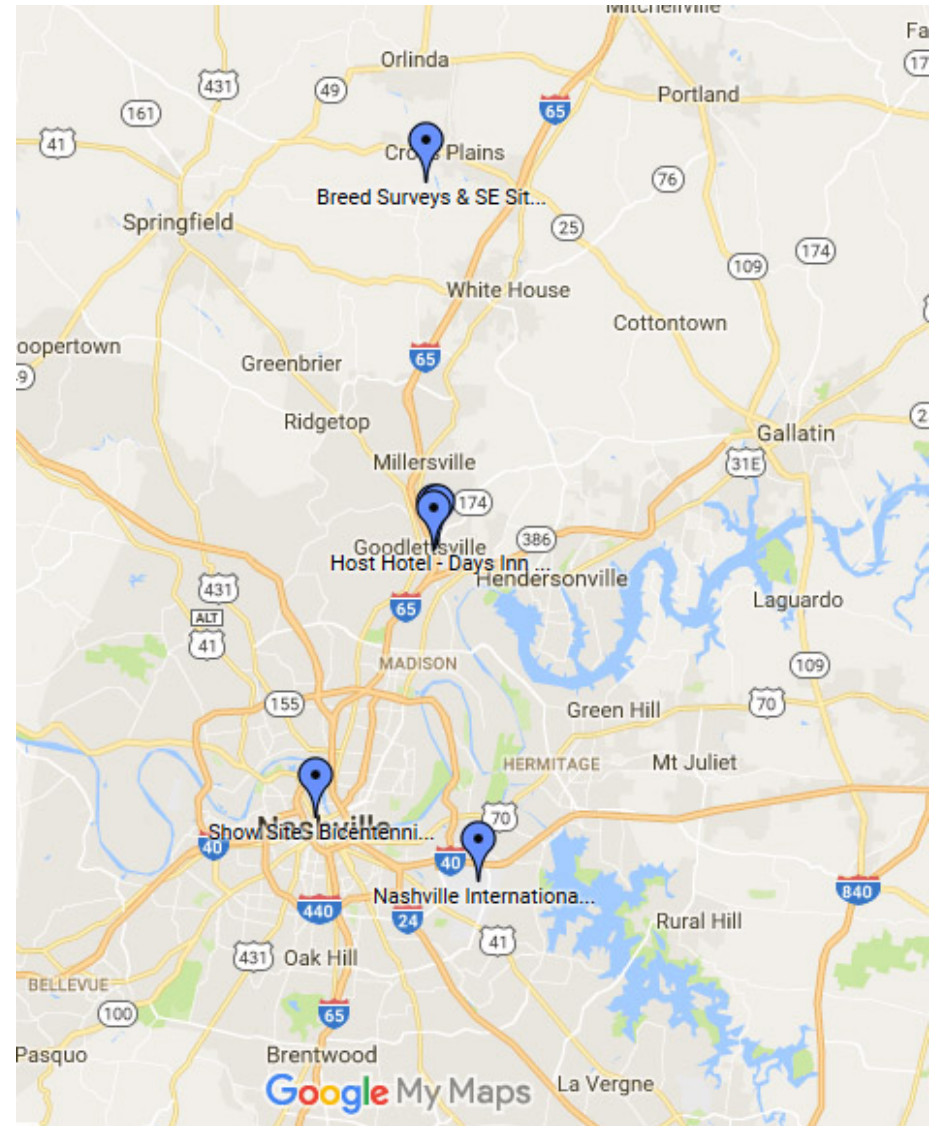 Mitchellville
Fa
Orlinda
431
49
17
Portland
65
161
41
Cross Plains
76
Breed Surveys & SE Sit...
Springfield
25
174
109
White House
Cottontown
oopertown
65
Greenbrier
9
Ridgetop
2
Gallatin
Millersville
31E
174
Goodlettsville
386
Host Hotel - Days Inn ...
Hendersonville
431
65
Laguardo
ALT
41
MADISON
109
155
70
Green Hill
HERMITAGE
Mt Juliet
70
Nashville
Show Site: Bicentenni...
40
40
840
Nashville Internationa...
440
24
Rural Hill
41
431
Oak Hill
BELLEVUE
100
65
Pasquo
Brentwood
La Vergne
Google My Maps